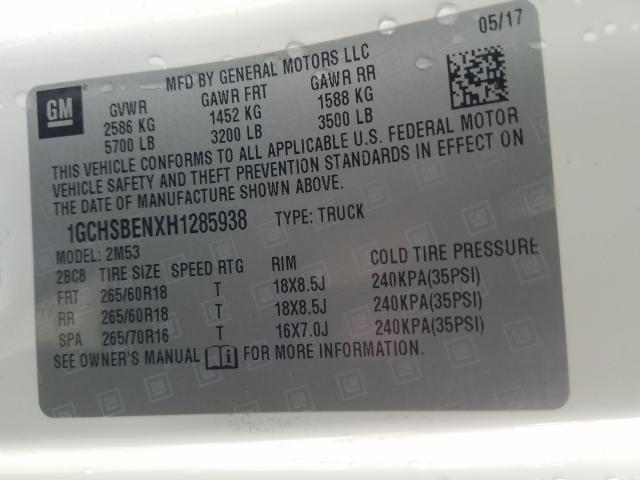 05/17
MFD BY GENERAL MOTORS LLC
GM
GVWR GAWR FRT GAWR RR
2586 KG 1452 KG 1588 KG
5700 LB 3200 LB 3500 LB
THIS VEHICLE CONFORMS TO ALL APPLICABLE U.S. FEDERAL MOTOR
VEHICLE SAFETY AND THEFT PREVENTION STANDARDS IN EFFECT ON
THE DATE OF MANUFACTURE SHOWN ABOVE.
1GCHSBENXH1285938 TYPE: TRUCK
MODEL: 2M53
2BC8 TIRE SIZE SPEED RTG RIM COLD TIRE PRESSURE
FRT 265/60R18 T 18X8.5J 240KPA(35PSI)
RR 265/60R18 T 18X8.5J 240KPA(35PSI)
SPA 265/70R16 T 16X7.0J 240KPA(35PSI)
SEE OWNER'S MANUAL FOR MORE INFORMATION.